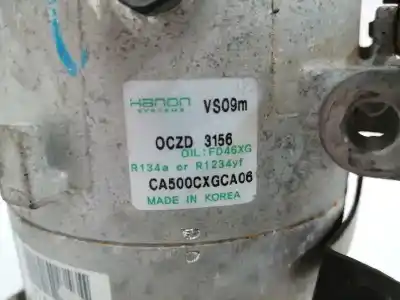 Hanon VS09m
SYSTEMS
OCZD 3156
OIL:FD46XG
R134a or R1234yf
CA500CXGCA06
MADE IN KOREA